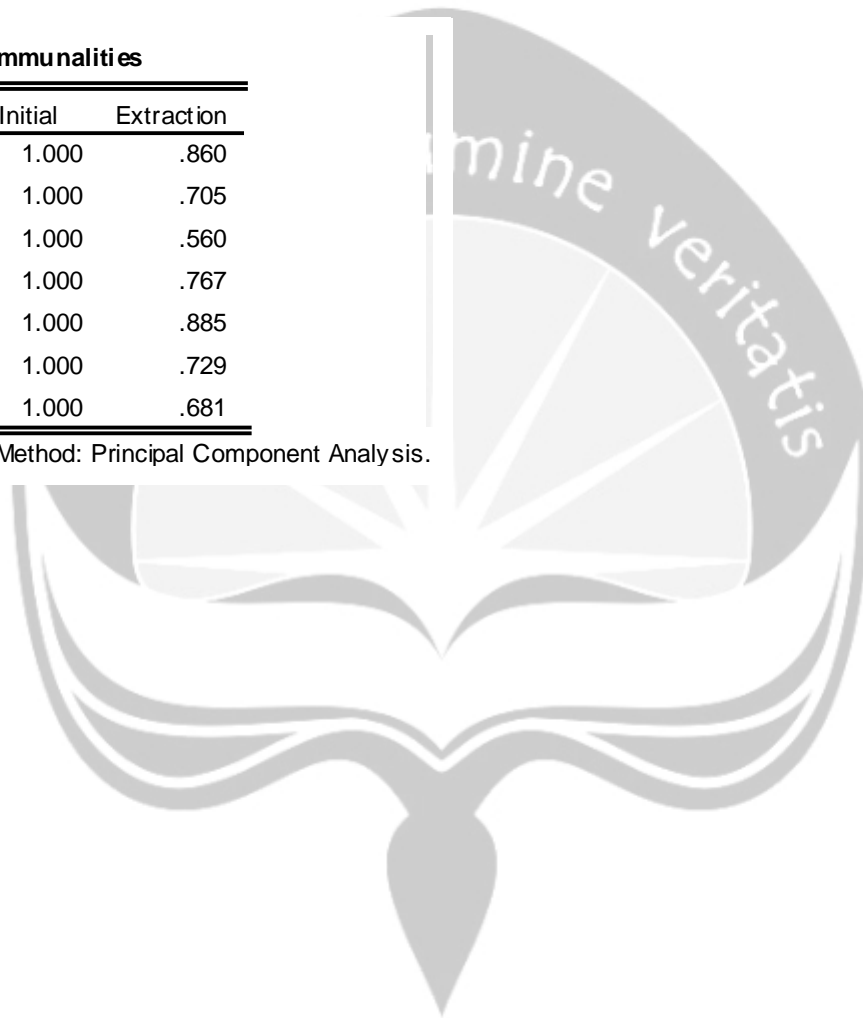 mmunalities
Initial Extraction
1.000 .860
1.000 .705
1.000 .560
1.000 .767
1.000 .885
1.000 .729
1.000 .681
Method: Principal Component Analysis.
mine veritatis